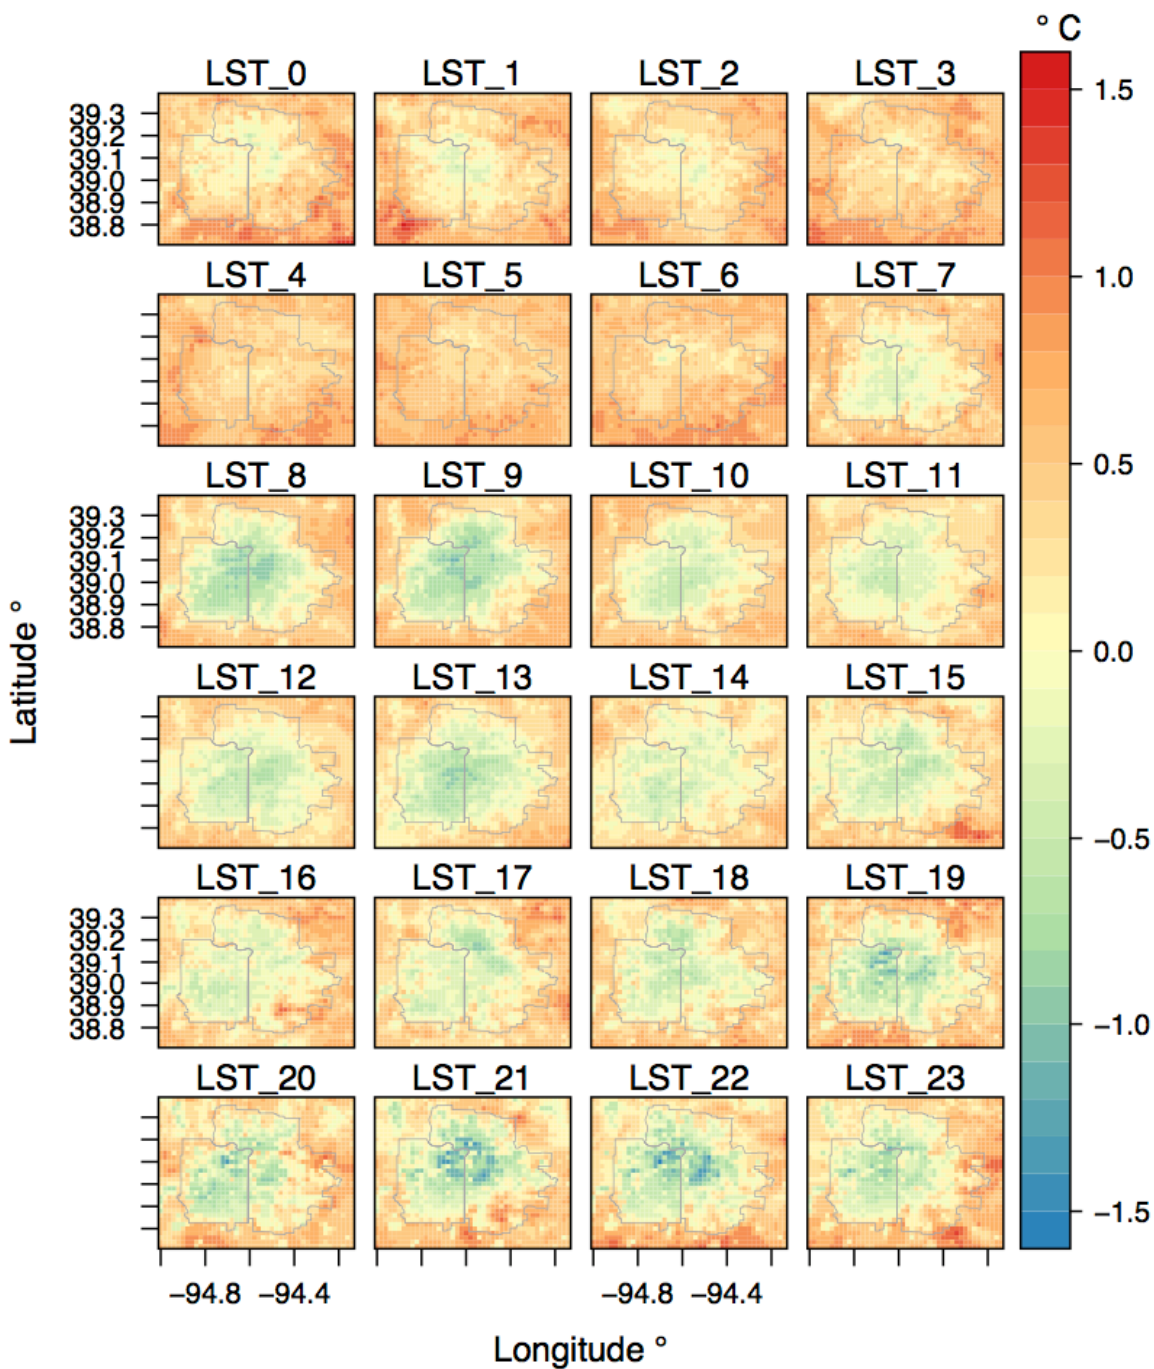 ° C
LST_0 LST_1 LST_2 LST_3
39.3
39.2
39.1
39.0
38.9
38.8
LST_4 LST_5 LST_6 LST_7
LST_8 LST_9 LST_10 LST_11
39.3
39.2
39.1
39.0
38.9
38.8
LST_12 LST_13 LST_14 LST_15
LST_16 LST_17 LST_18 LST_19
39.3
39.2
39.1
39.0
38.9
38.8
LST_20 LST_21 LST_22 LST_23
−94.8 −94.4 −94.8 −94.4
Longitude °
Latitude °
1.5
1.0
0.5
0.0
−0.5
−1.0
−1.5